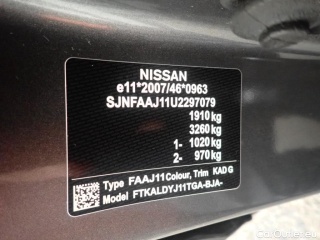 NISSAN
e11*2007/46*0963
SJNFAAJ11U2297079
1910 kg
3260 kg
1- 1020 kg
2- 970 kg
Type FAAJ11Colour, Trim KAD G
Model FTKALDYJ11TGA-BJA-